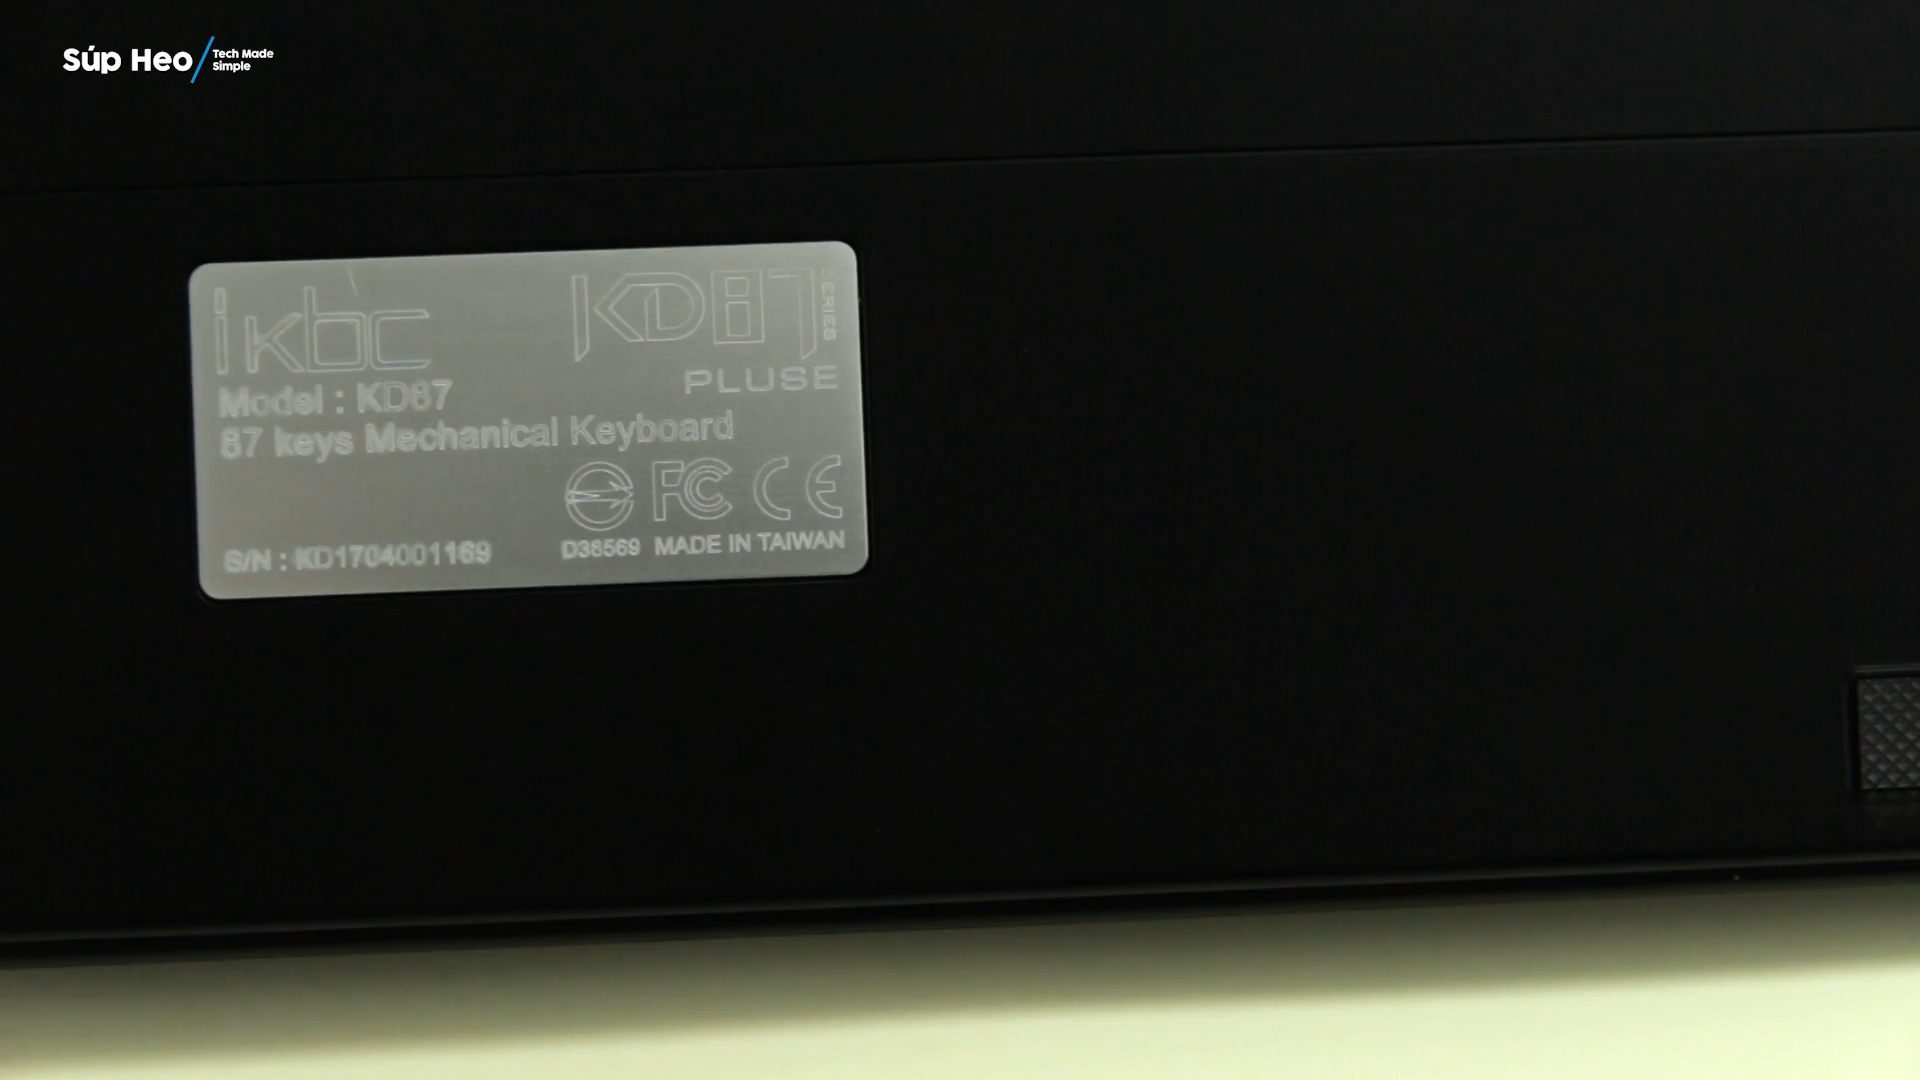 Súp Heo
Tech Made
Simple
ikbc
KD87 SERIES
PLUSE
Model : KD87
87 keys Mechanical Keyboard
FC CE
S/N : KD1704001169
D38569 MADE IN TAIWAN